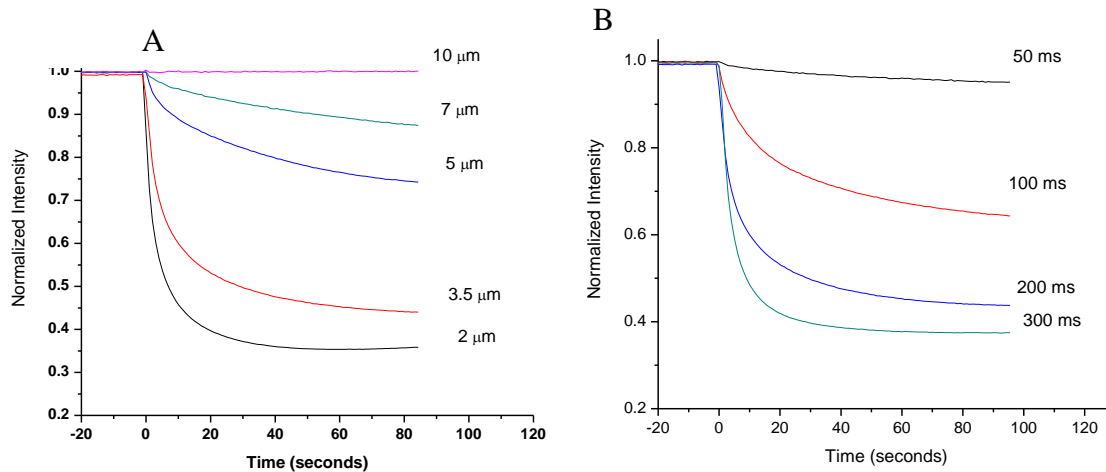 A
10 μm
7 μm
5 μm
3.5 μm
2 μm
Normalized Intensity
1.0
0.9
0.8
0.7
0.6
0.5
0.4
0.3
0.2
-20 0 20 40 60 80 100 120
Time (seconds)
B
50 ms
100 ms
200 ms
300 ms
Normalized Intensity
1.0
0.8
0.6
0.4
0.2
-20 0 20 40 60 80 100 120
Time (seconds)